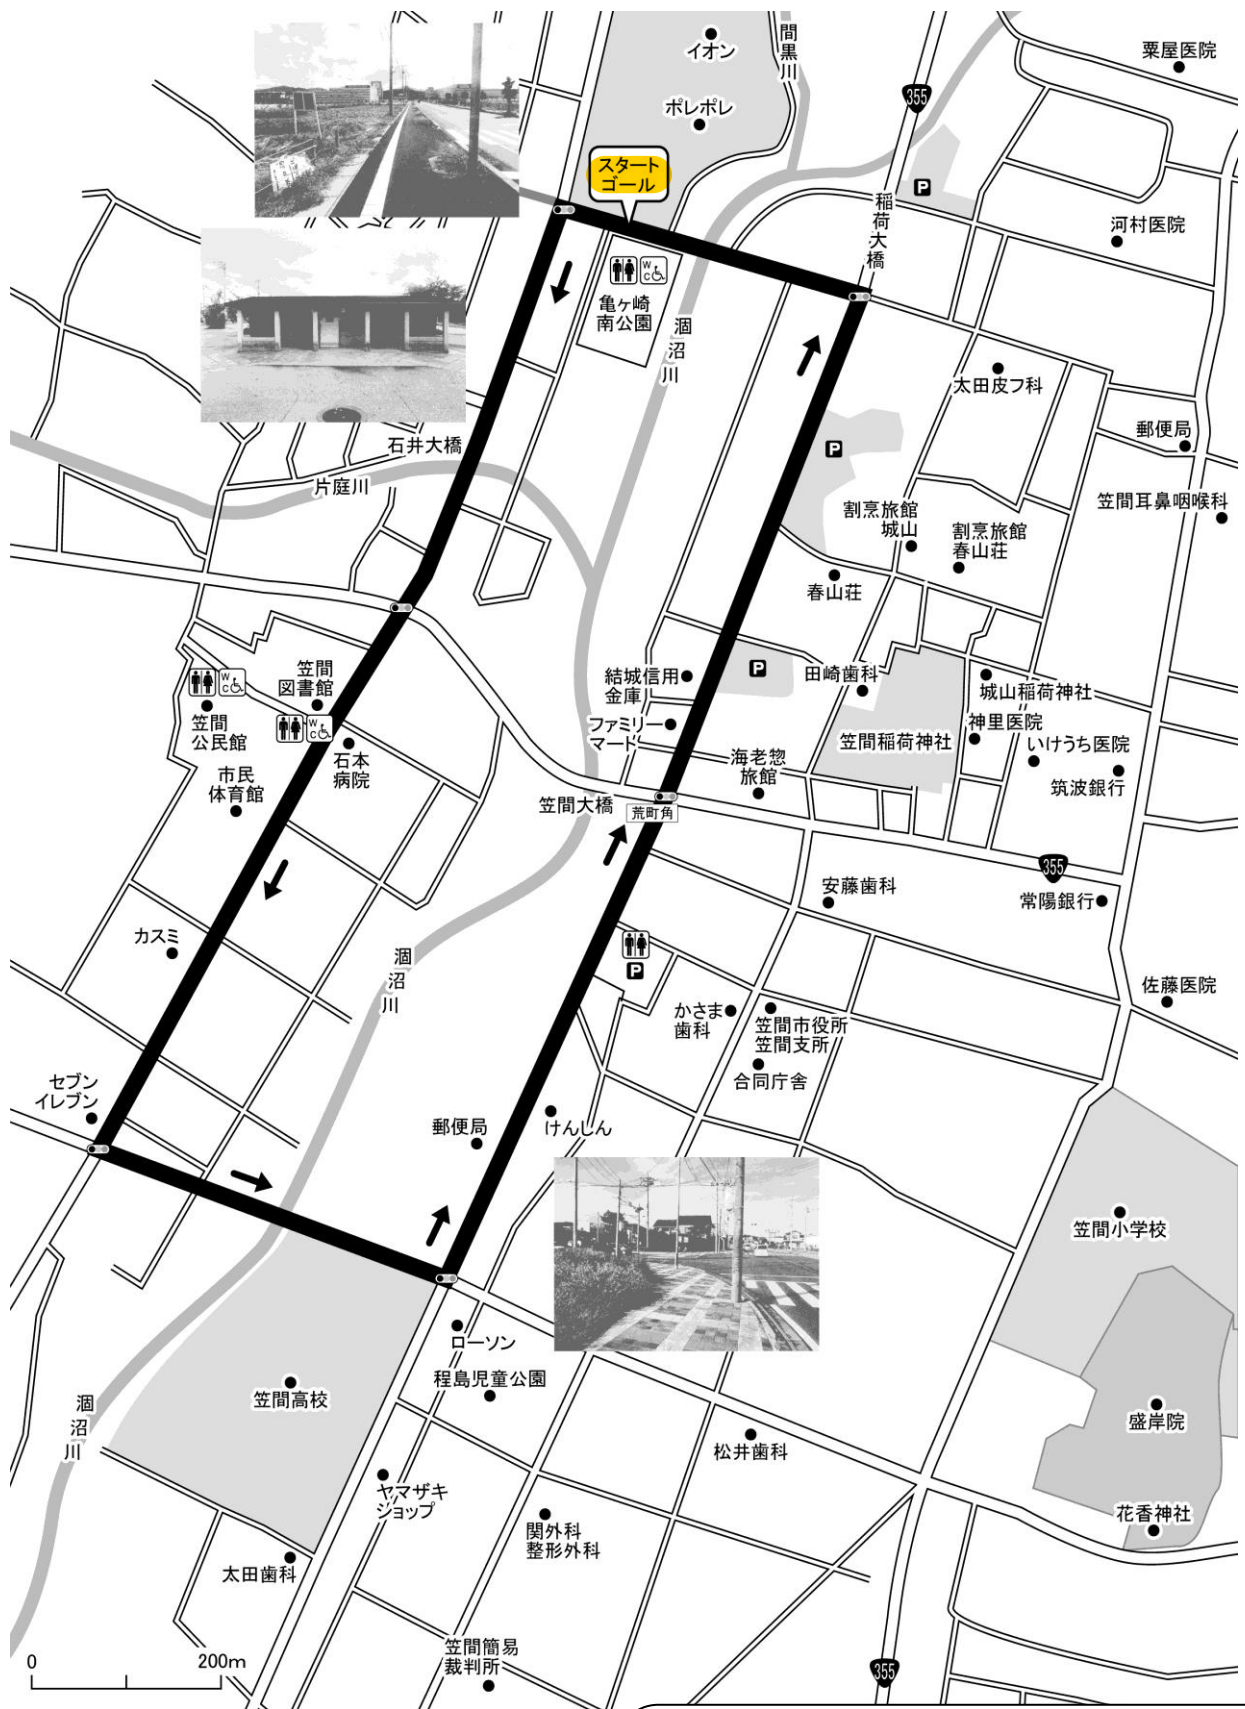 イオン
間黒川
粟屋医院
355
ポレポレ
スタート
ゴール
P
稲荷大橋
河村医院
WC
亀ヶ崎
南公園
涸沼川
太田皮フ科
石井大橋
片庭川
P
郵便局
笠間耳鼻咽喉科
割烹旅館
城山
割烹旅館
春山荘
春山荘
笠間
図書館
WC
笠間
公民館
WC
石本
病院
市民
体育館
結城信用
金庫
P
田崎歯科
城山稲荷神社
ファミリー
マート
笠間稲荷神社
神里医院
いけうち医院
海老惣
旅館
筑波銀行
笠間大橋
荒町角
355
安藤歯科
常陽銀行
カスミ
涸沼川
P
かさま
歯科
笠間市役所
笠間支所
佐藤医院
合同庁舎
セブン
イレブン
郵便局
けんしん
笠間小学校
ローソン
程島児童公園
笠間高校
涸沼川
盛岸院
松井歯科
ヤマザキ
ショップ
関外科
整形外科
花香神社
太田歯科
笠間簡易
裁判所
355
0
200m